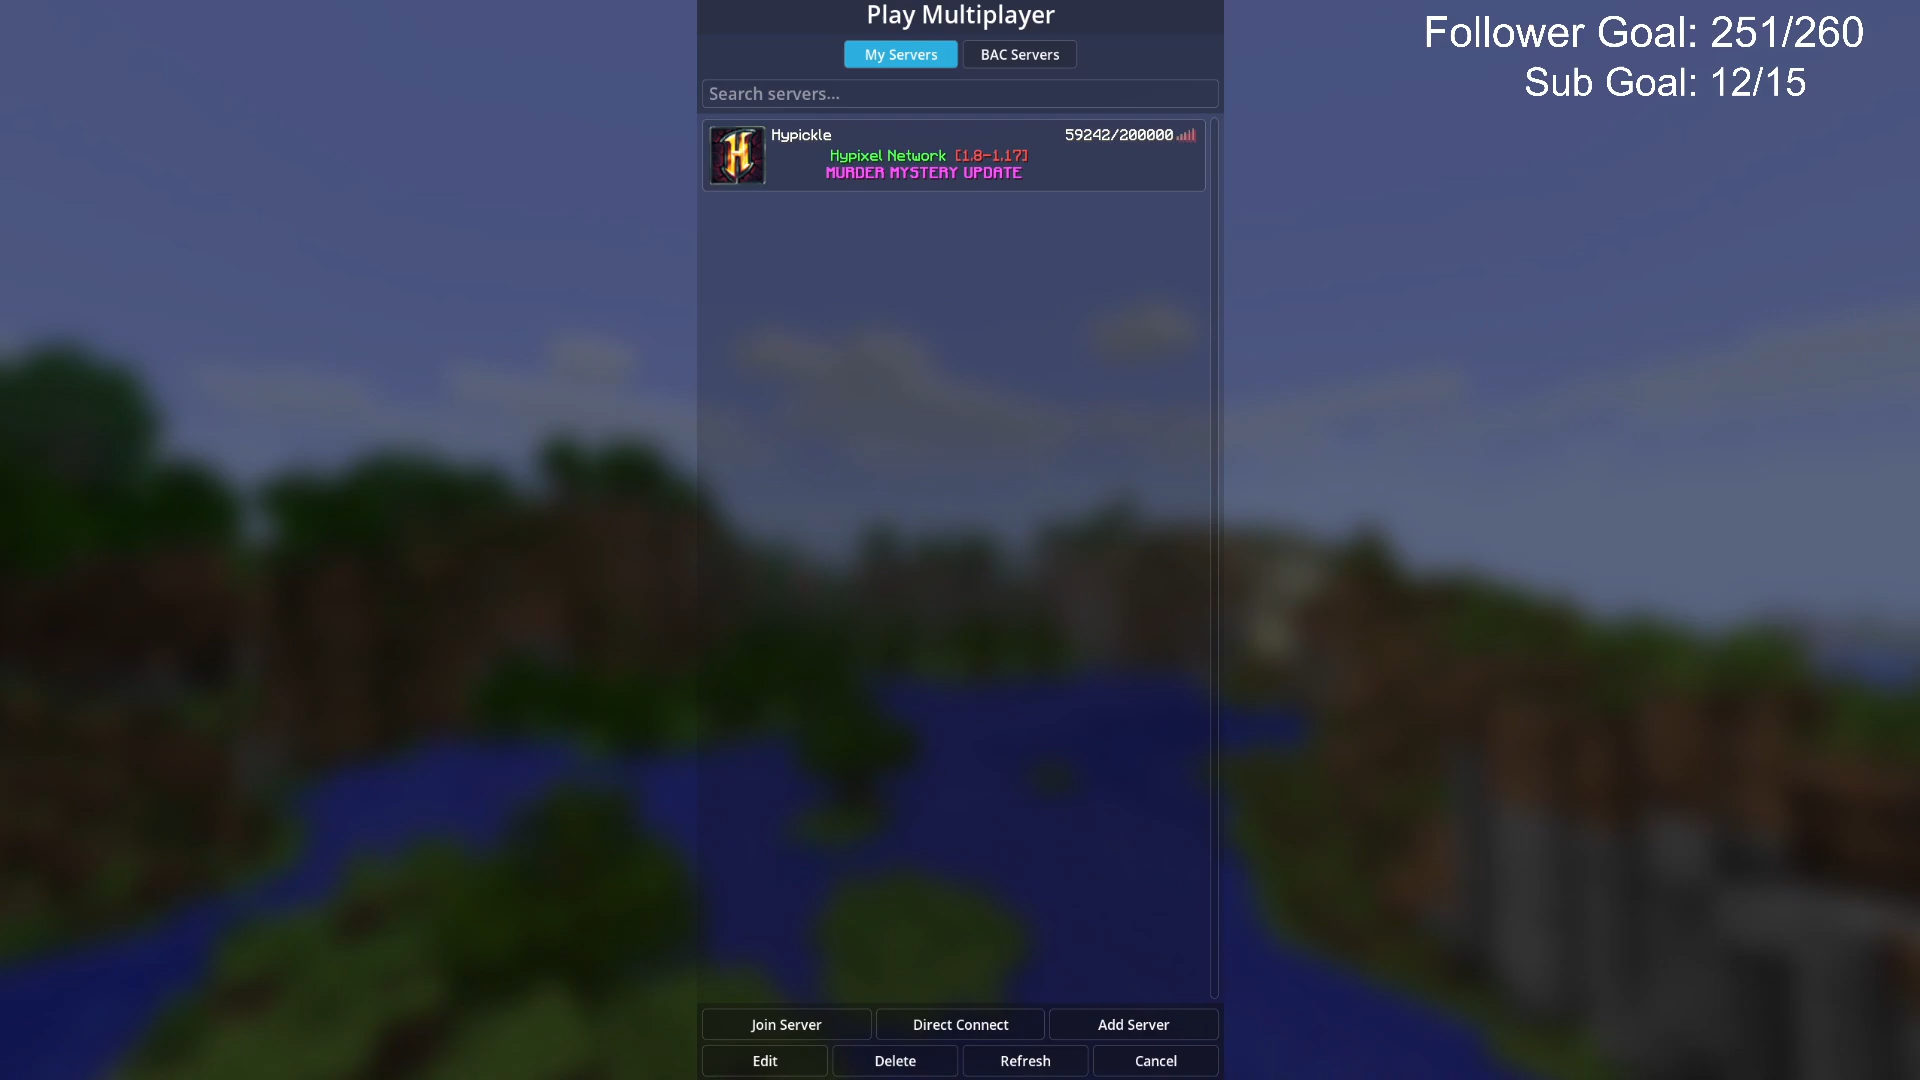 Play Multiplayer
Follower Goal: 251/260
Sub Goal: 12/15
My Servers
BAC Servers
Search servers...
Hypickle
59242/200000
Hypixel Network [1.8-1.17]
MURDER MYSTERY UPDATE
Join Server
Direct Connect
Add Server
Edit
Delete
Refresh
Cancel